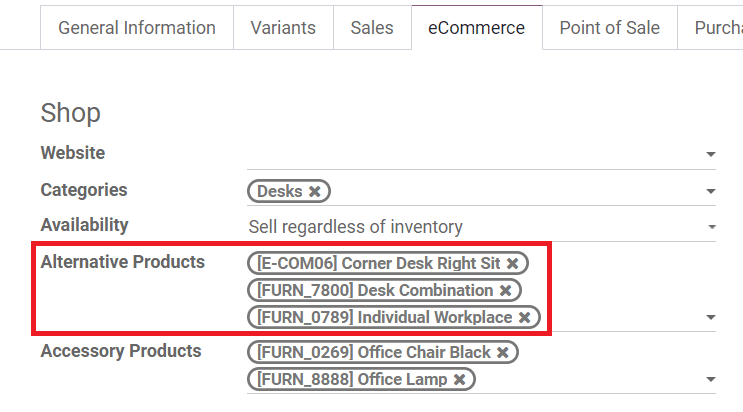 General Information Variants Sales eCommerce Point of Sale Purcha
Shop
Website
Categories Desks ✖
Availability Sell regardless of inventory
Alternative Products [E-COM06] Corner Desk Right Sit ✖
[FURN_7800] Desk Combination ✖
[FURN_0789] Individual Workplace ✖
Accessory Products [FURN_0269] Office Chair Black ✖
[FURN_8888] Office Lamp ✖